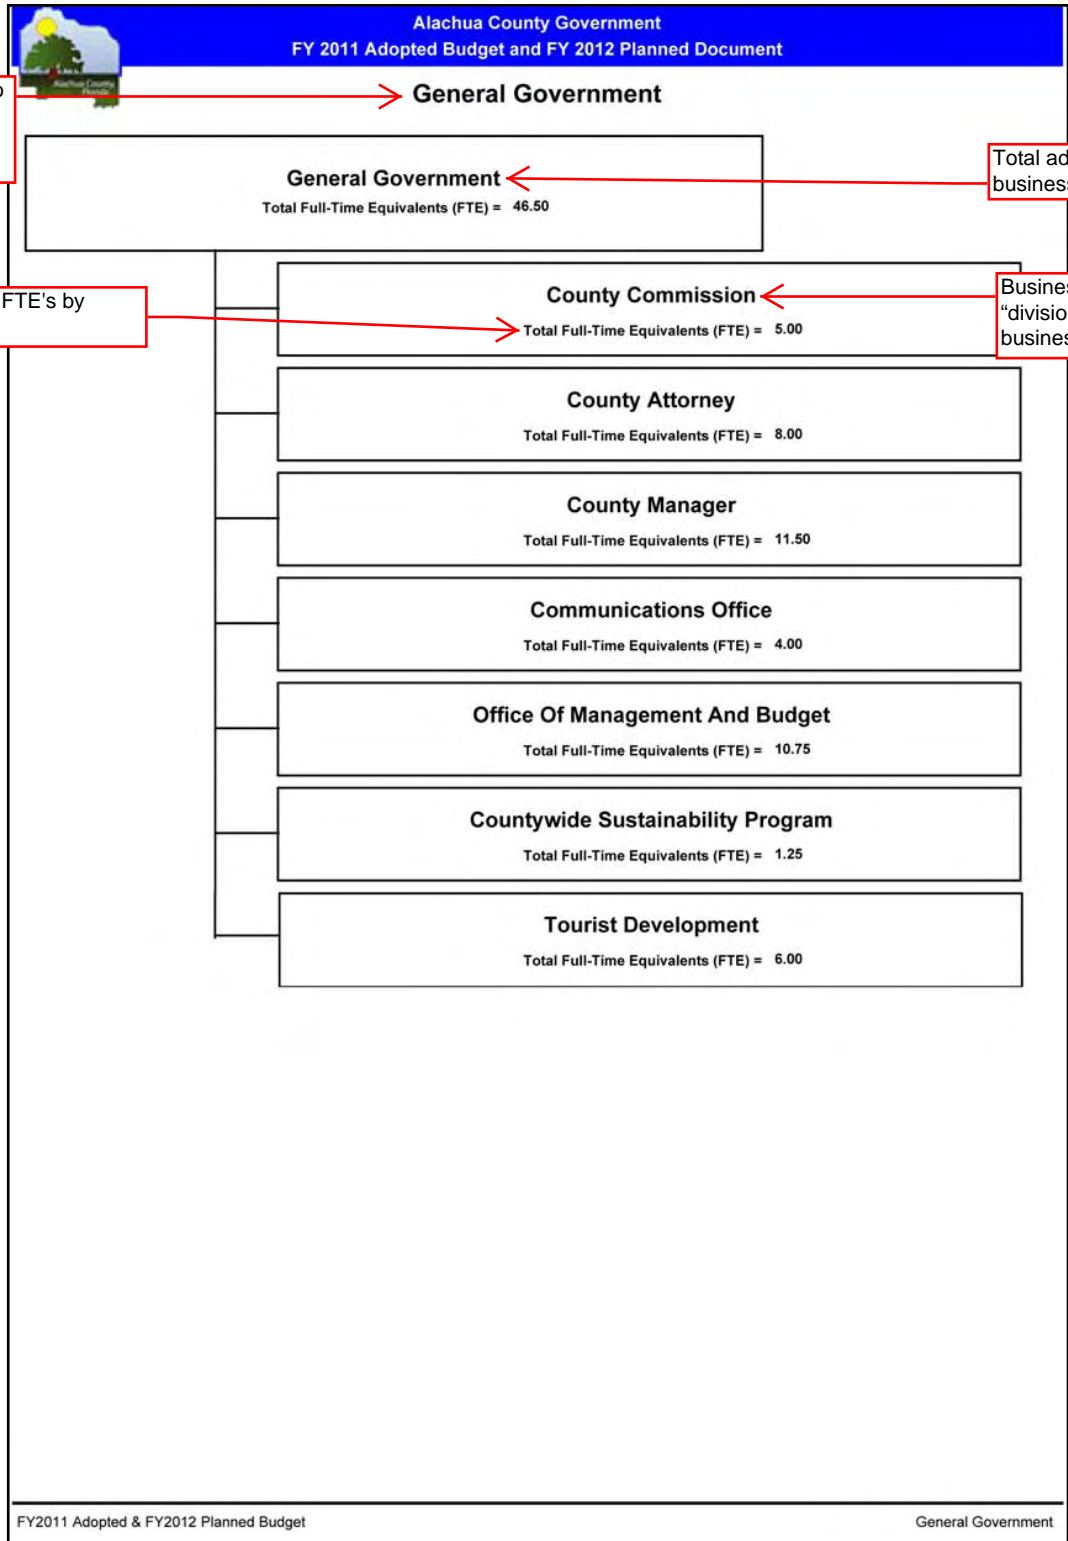 Alachua County Government
FY 2011 Adopted Budget and FY 2012 Planned Document
Alachua County
Florida
General Government
General Government
Total Full-Time Equivalents (FTE) = 46.50
Total
business
County Commission
Total Full-Time Equivalents (FTE) = 5.00
FTE's by
“division
County Attorney
Total Full-Time Equivalents (FTE) = 8.00
County Manager
Total Full-Time Equivalents (FTE) = 11.50
Communications Office
Total Full-Time Equivalents (FTE) = 4.00
Office Of Management And Budget
Total Full-Time Equivalents (FTE) = 10.75
Countywide Sustainability Program
Total Full-Time Equivalents (FTE) = 1.25
Tourist Development
Total Full-Time Equivalents (FTE) = 6.00
FY2011 Adopted & FY2012 Planned Budget
General Government